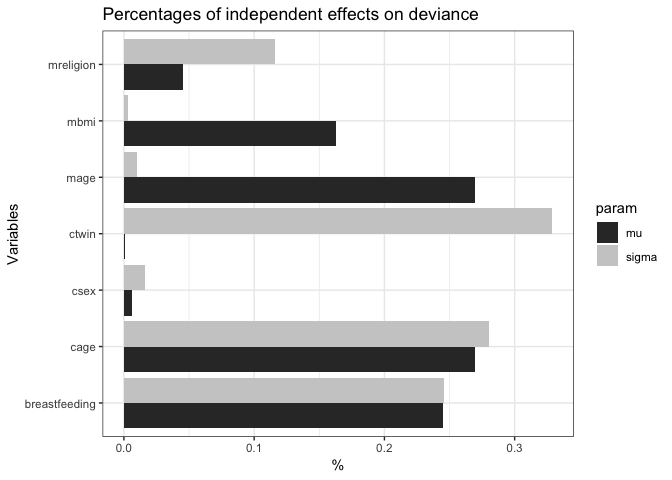 Percentages of independent effects on deviance
mreligion
mbmi
mage
ctwin
csex
cage
breastfeeding
Variables
0.0 0.1 0.2 0.3
%
param
mu
sigma